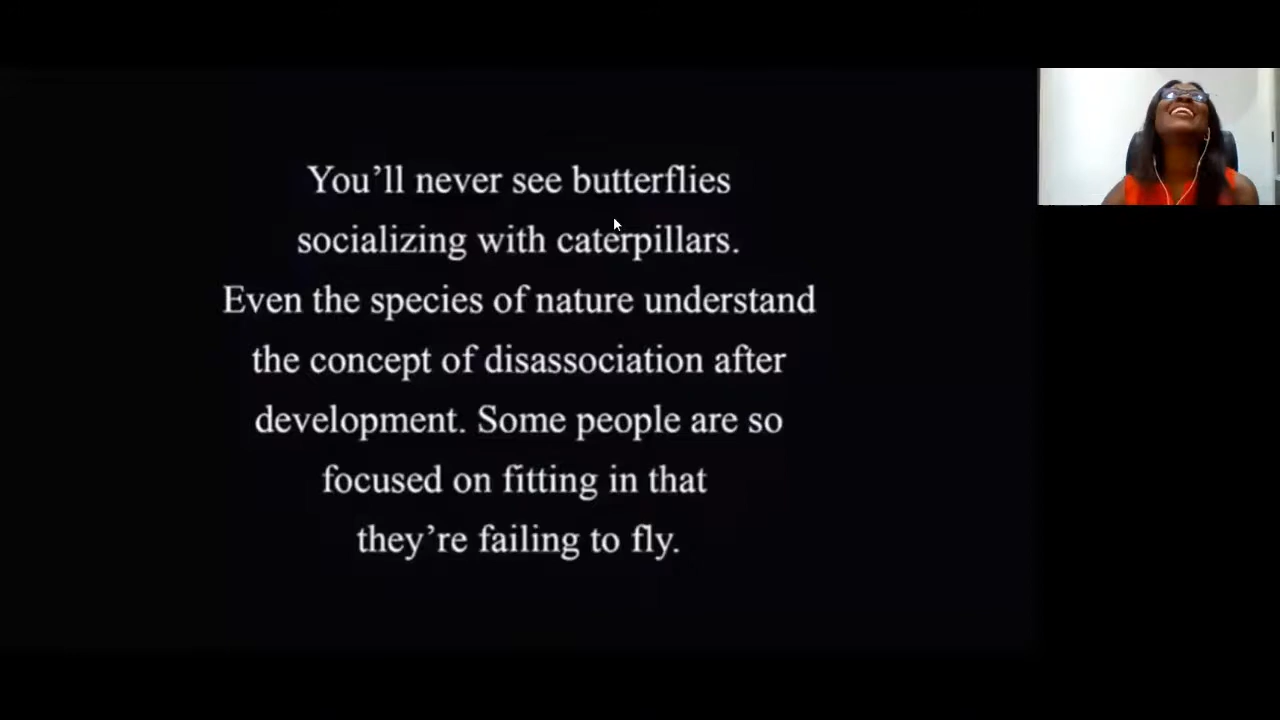 You’ll never see butterflies
socializing with caterpillars.
Even the species of nature understand
the concept of disassociation after
development. Some people are so
focused on fitting in that
they’re failing to fly.